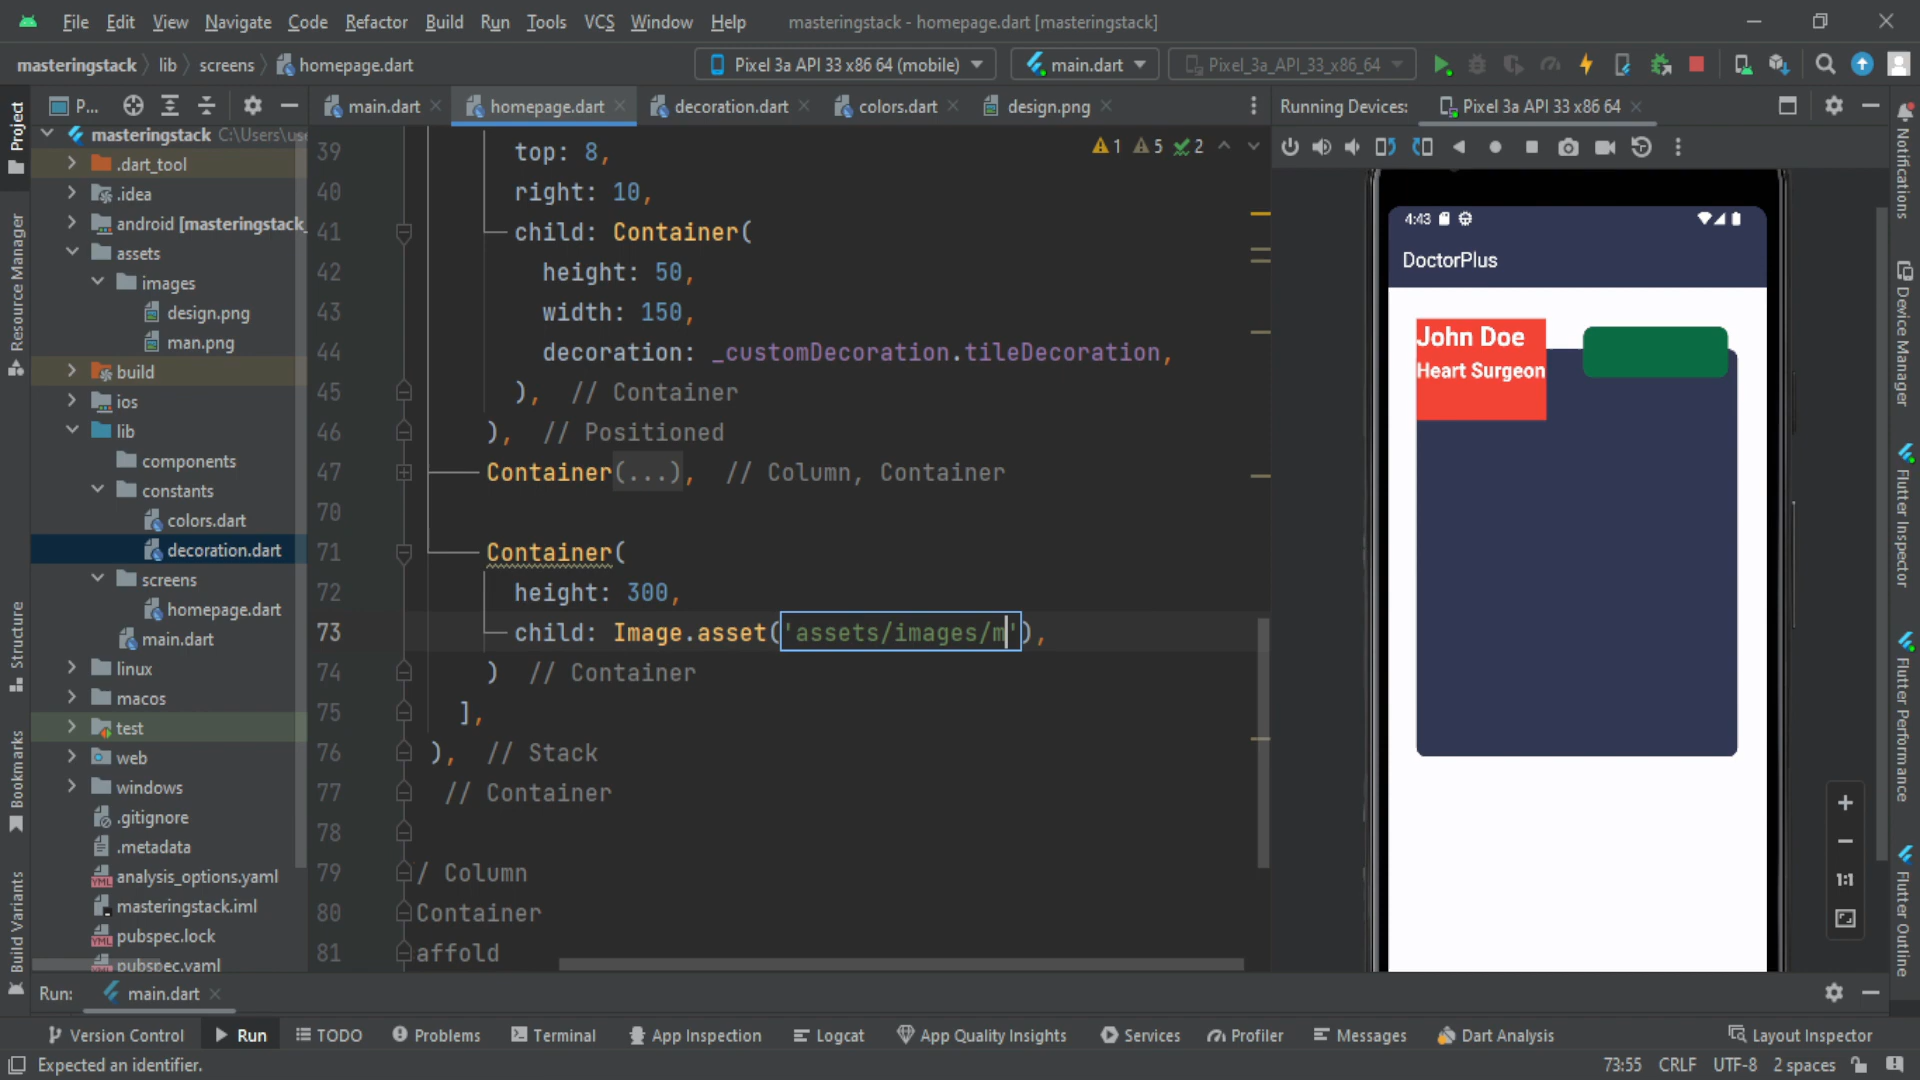 File Edit View Navigate Code Refactor Build Run Tools VCS Window Help masteringstack - homepage.dart [masteringstack]
masteringstack lib screens homepage.dart Pixel 3a API 33 x86 64 (mobile) main.dart Pixel_3a_API_33_x86_64
P... main.dart homepage.dart decoration.dart colors.dart design.png Running Devices: Pixel 3a API 33 x86 64
Project
Resource Manager
Structure
Bookmarks
Build Variants
masteringstack C:\Users\use
.dart_tool
.idea
android [masteringstack_
assets
images
design.png
man.png
build
ios
lib
components
constants
colors.dart
decoration.dart
screens
homepage.dart
main.dart
linux
macos
test
web
windows
.gitignore
.metadata
analysis_options.yaml
masteringstack.iml
pubspec.lock
pubspec.yaml
1 5 2
39 top: 8,
40 right: 10,
41 child: Container(
42 height: 50,
43 width: 150,
44 decoration: _customDecoration.tileDecoration,
45 ), // Container
46 ), // Positioned
47 Container(...), // Column, Container
70
71 Container(
72 height: 300,
73 child: Image.asset('assets/images/m'),
74 ) // Container
75 ],
76 ), // Stack
77 // Container
78
79 / Column
80 Container
81 affold
4:43
DoctorPlus
John Doe
Heart Surgeon
1:1
Notifications
Device Manager
Flutter Inspector
Flutter Performance
Flutter Outline
Run: main.dart
Version Control Run TODO Problems Terminal App Inspection Logcat App Quality Insights Services Profiler Messages Dart Analysis Layout Inspector
Expected an identifier. 73:55 CRLF UTF-8 2 spaces